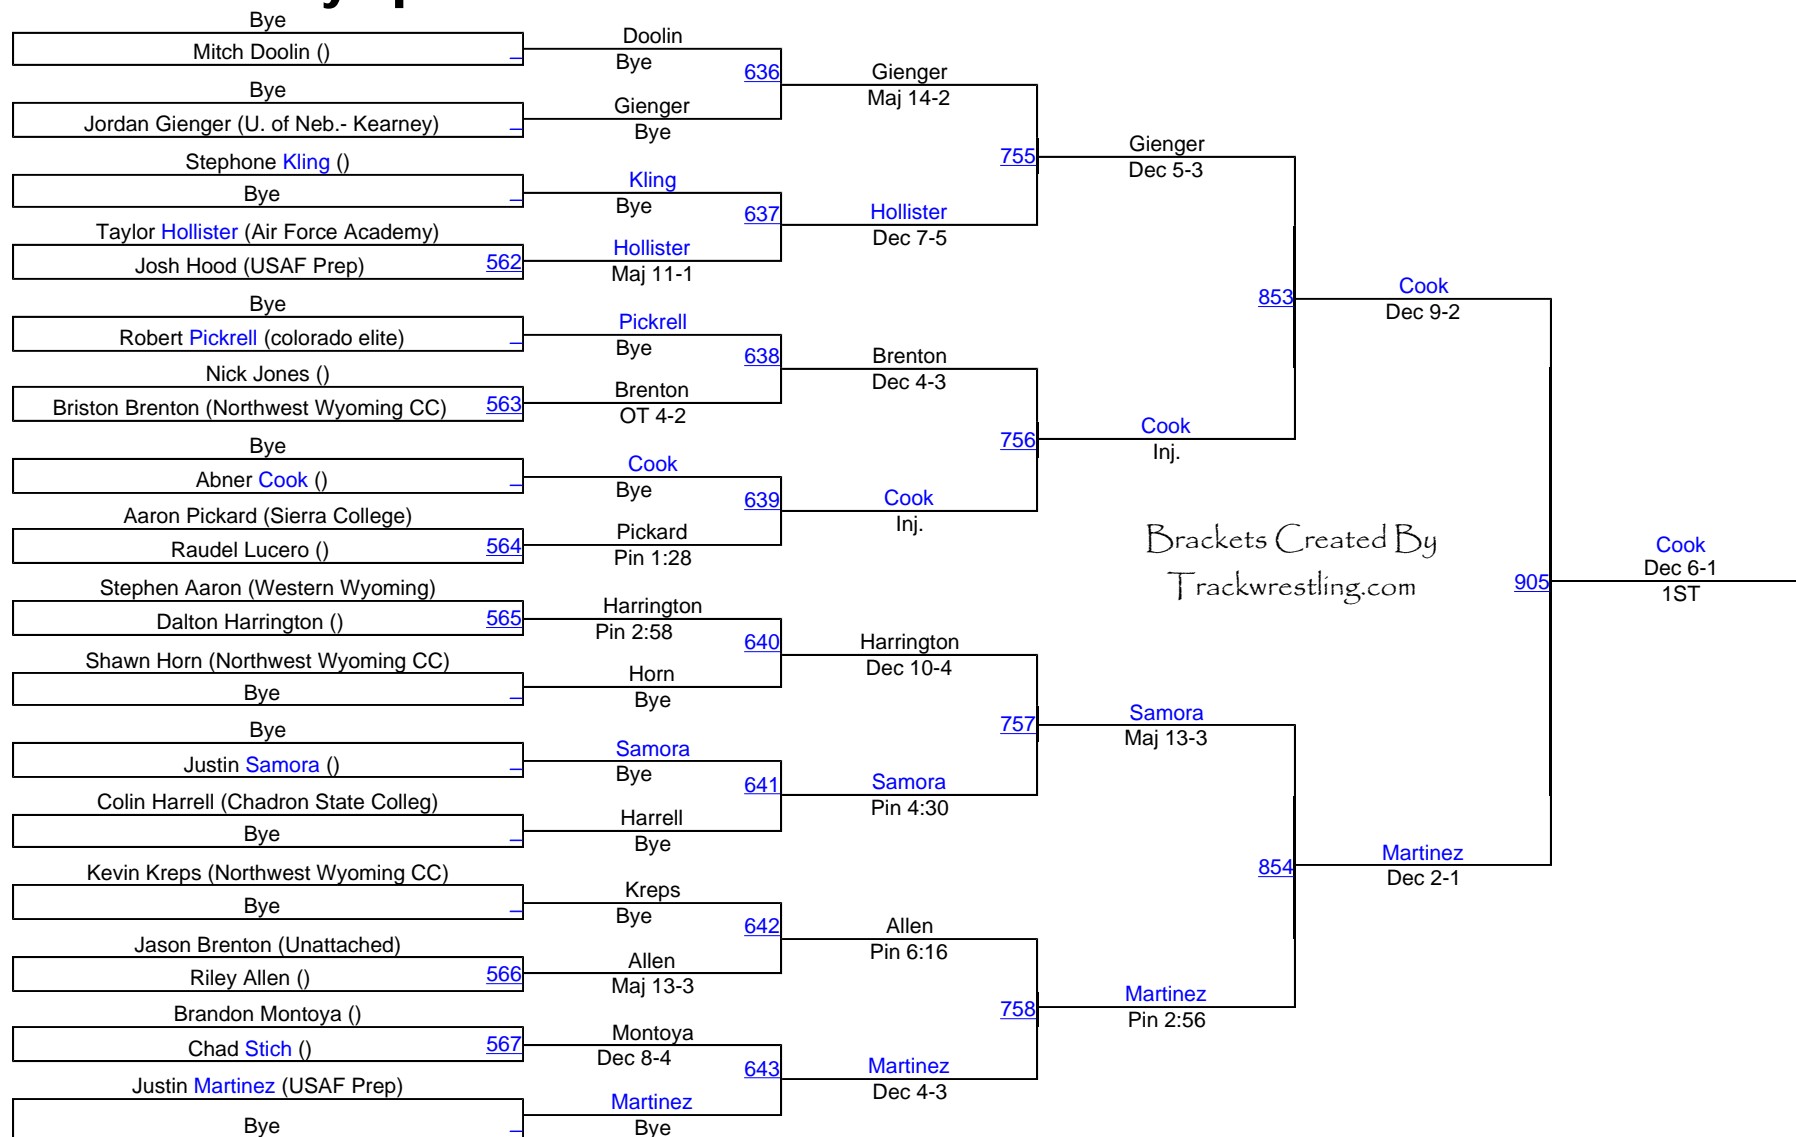 Bye
Mitch Doolin ()
Bye
Jordan Gienger (U. of Neb.- Kearney)
Stephone Kling ()
Bye
Taylor Hollister (Air Force Academy)
Josh Hood (USAF Prep) 562
Bye
Robert Pickrell (colorado elite)
Nick Jones ()
Briston Brenton (Northwest Wyoming CC) 563
Bye
Abner Cook ()
Aaron Pickard (Sierra College)
Raudel Lucero () 564
Stephen Aaron (Western Wyoming)
Dalton Harrington () 565
Shawn Horn (Northwest Wyoming CC)
Bye
Bye
Justin Samora ()
Colin Harrell (Chadron State Colleg)
Bye
Kevin Kreps (Northwest Wyoming CC)
Bye
Jason Brenton (Unattached)
Riley Allen () 566
Brandon Montoya ()
Chad Stich () 567
Justin Martinez (USAF Prep)
Bye
Doolin
Bye
636
Gienger
Bye
Kling
Bye
637
Hollister
Maj 11-1
Pickrell
Bye
638
Brenton
OT 4-2
Cook
Bye
639
Pickard
Pin 1:28
Harrington
Pin 2:58
640
Horn
Bye
Samora
Bye
641
Harrell
Bye
Kreps
Bye
642
Allen
Maj 13-3
Montoya
Dec 8-4
643
Martinez
Bye
Gienger
Maj 14-2
755
Hollister
Dec 7-5
Brenton
Dec 4-3
756
Cook
Inj.
Harrington
Dec 10-4
757
Samora
Pin 4:30
Allen
Pin 6:16
758
Martinez
Dec 4-3
Gienger
Dec 5-3
853
Cook
Inj.
Brackets Created By
Trackwrestling.com
Samora
Maj 13-3
854
Martinez
Pin 2:56
Cook
Dec 9-2
905
Martinez
Dec 2-1
Cook
Dec 6-1
1ST